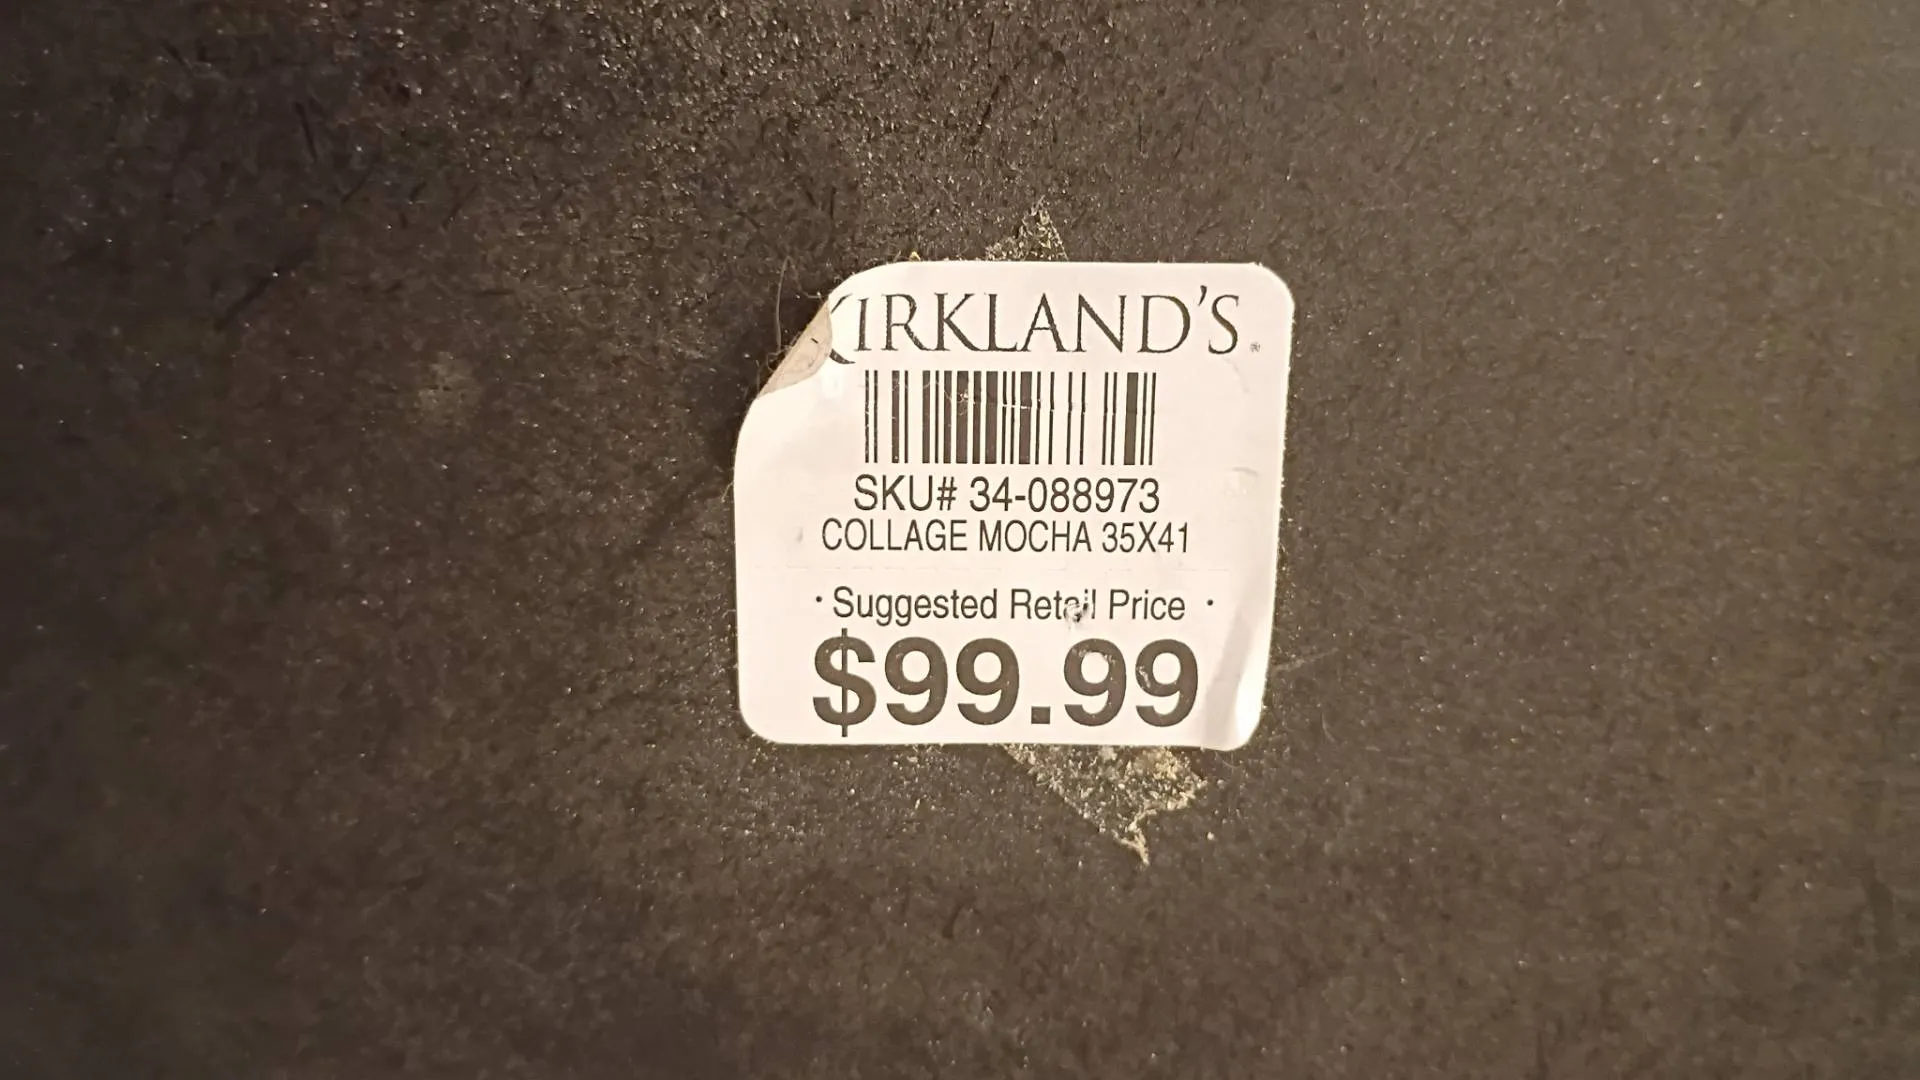 KIRKLAND'S®
SKU# 34-088973
COLLAGE MOCHA 35X41
· Suggested Retail Price ·
$99.99